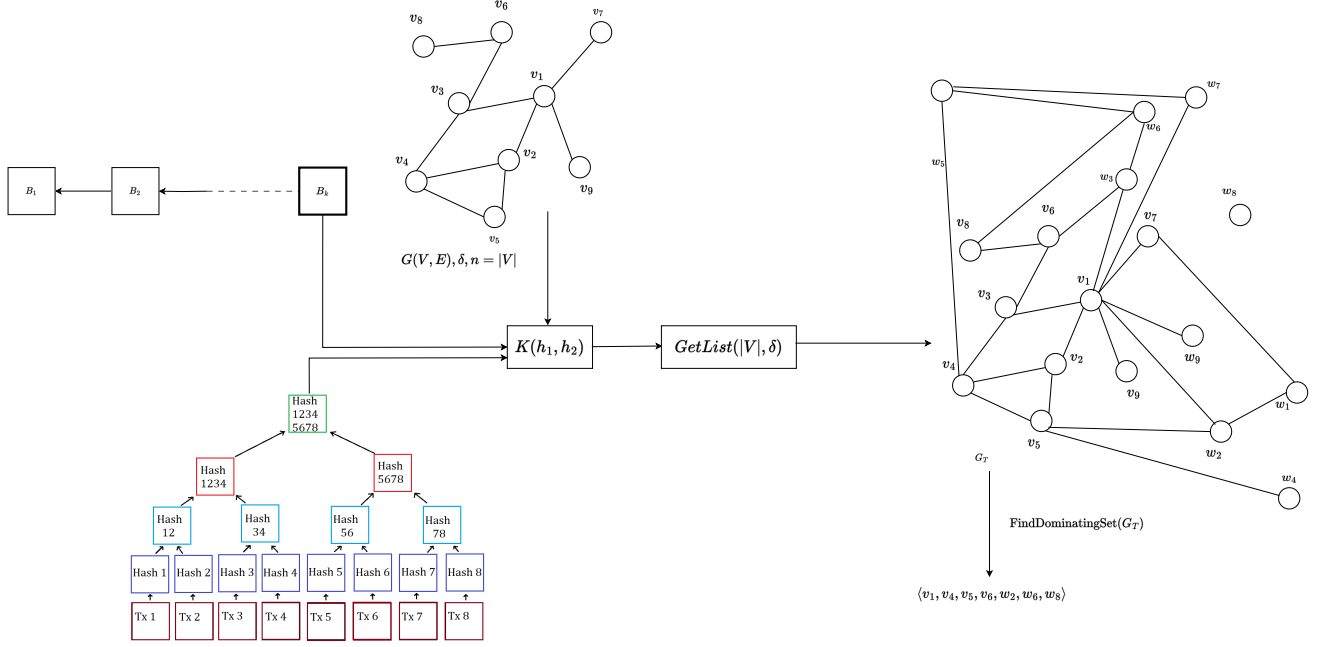 v₈
v₆
v₇
v₃
v₁
v₄
v₂
v₉
v₅
B₁
B₂
Bₖ
G(V, E), δ, n = |V|
K(h₁, h₂)
GetList(|V|, δ)
w₇
w₆
w₅
w₃
w₈
v₈
v₆
v₇
v₃
v₁
v₄
v₂
w₉
v₉
w₁
v₅
w₂
w₄
G_T
FindDominatingSet(G_T)
⟨v₁, v₄, v₅, v₆, w₂, w₆, w₈⟩
Hash
1234
5678
Hash
1234
Hash
5678
Hash
12
Hash
34
Hash
56
Hash
78
Hash 1
Hash 2
Hash 3
Hash 4
Hash 5
Hash 6
Hash 7
Hash 8
Tx 1
Tx 2
Tx 3
Tx 4
Tx 5
Tx 6
Tx 7
Tx 8